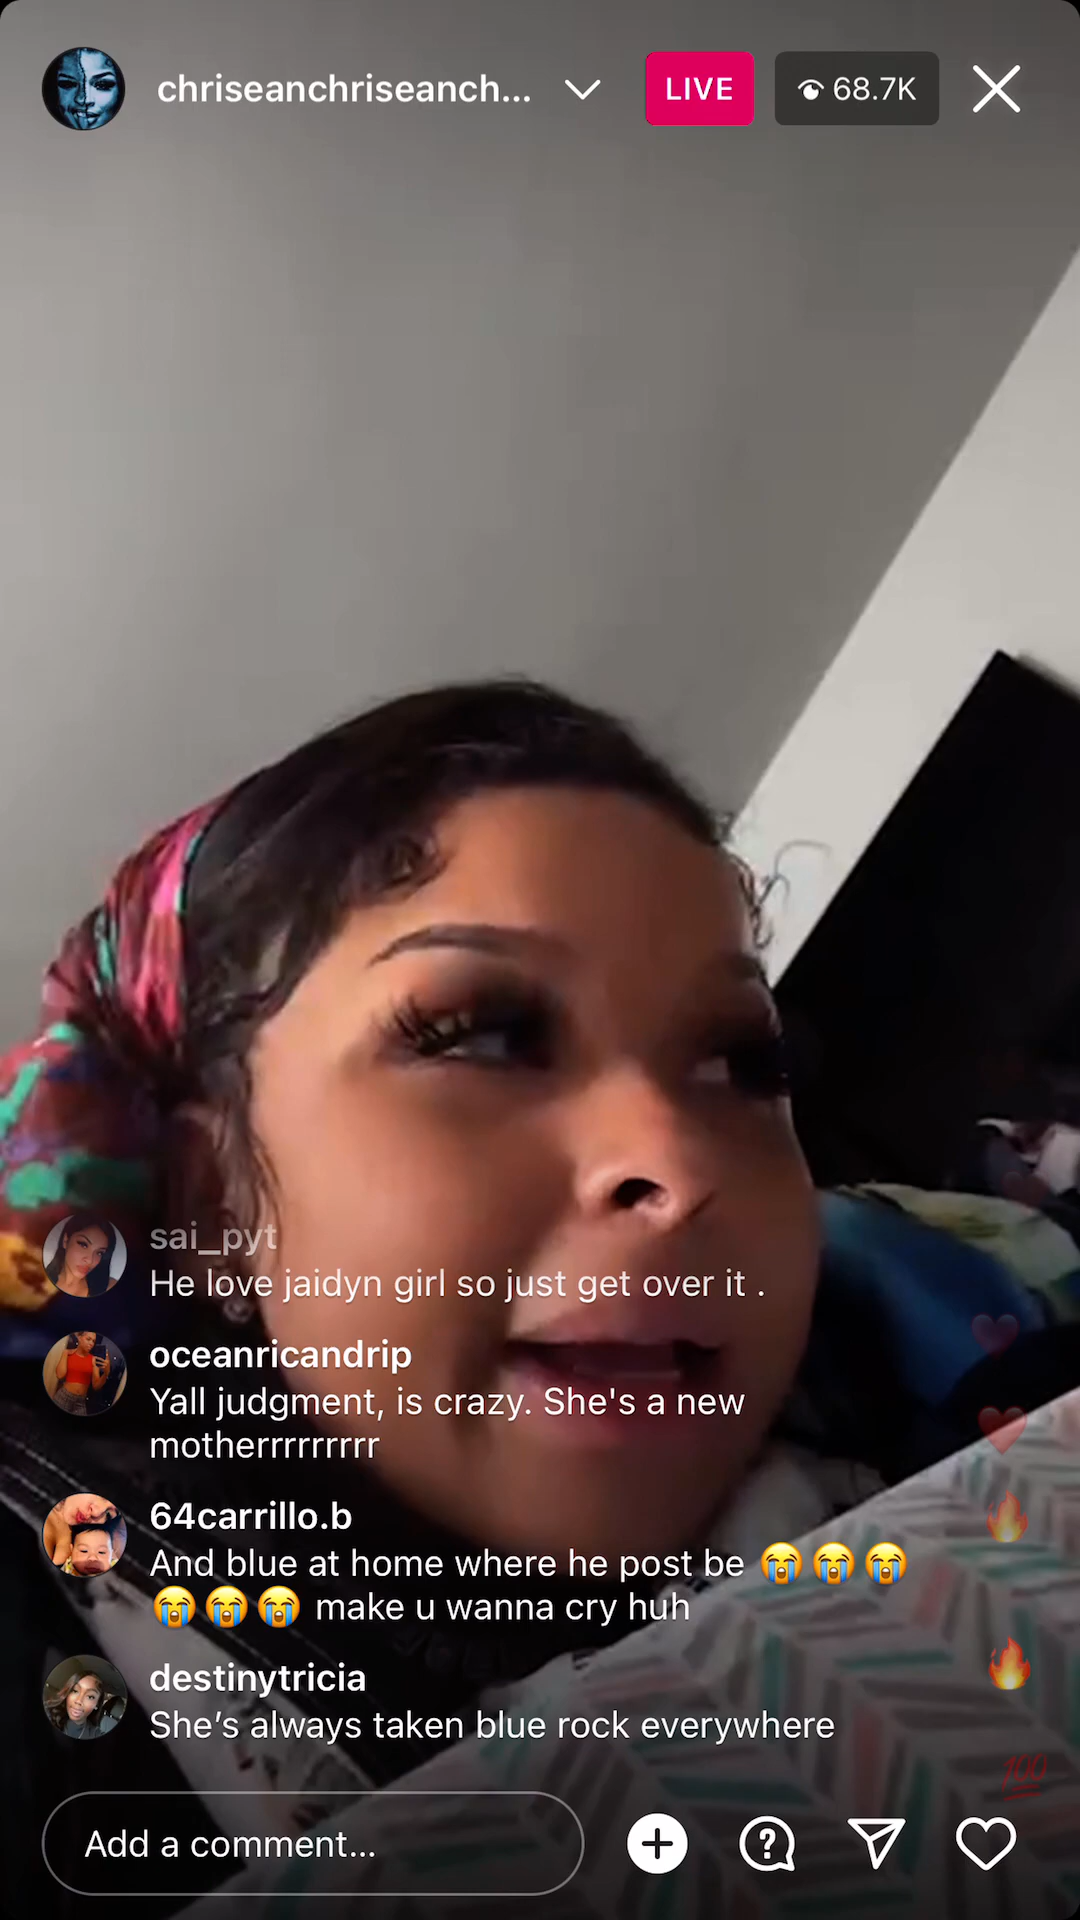 chriseanchriseanch...
LIVE
68.7K
sai_pyt
He love jaidyn girl so just get over it .
oceanricandrip
Yall judgment, is crazy. She's a new
motherrrrrrrrr
64carrillo.b
And blue at home where he post be 😭😭😭
😭😭😭 make u wanna cry huh
destinytricia
She’s always taken blue rock everywhere
💯
Add a comment...